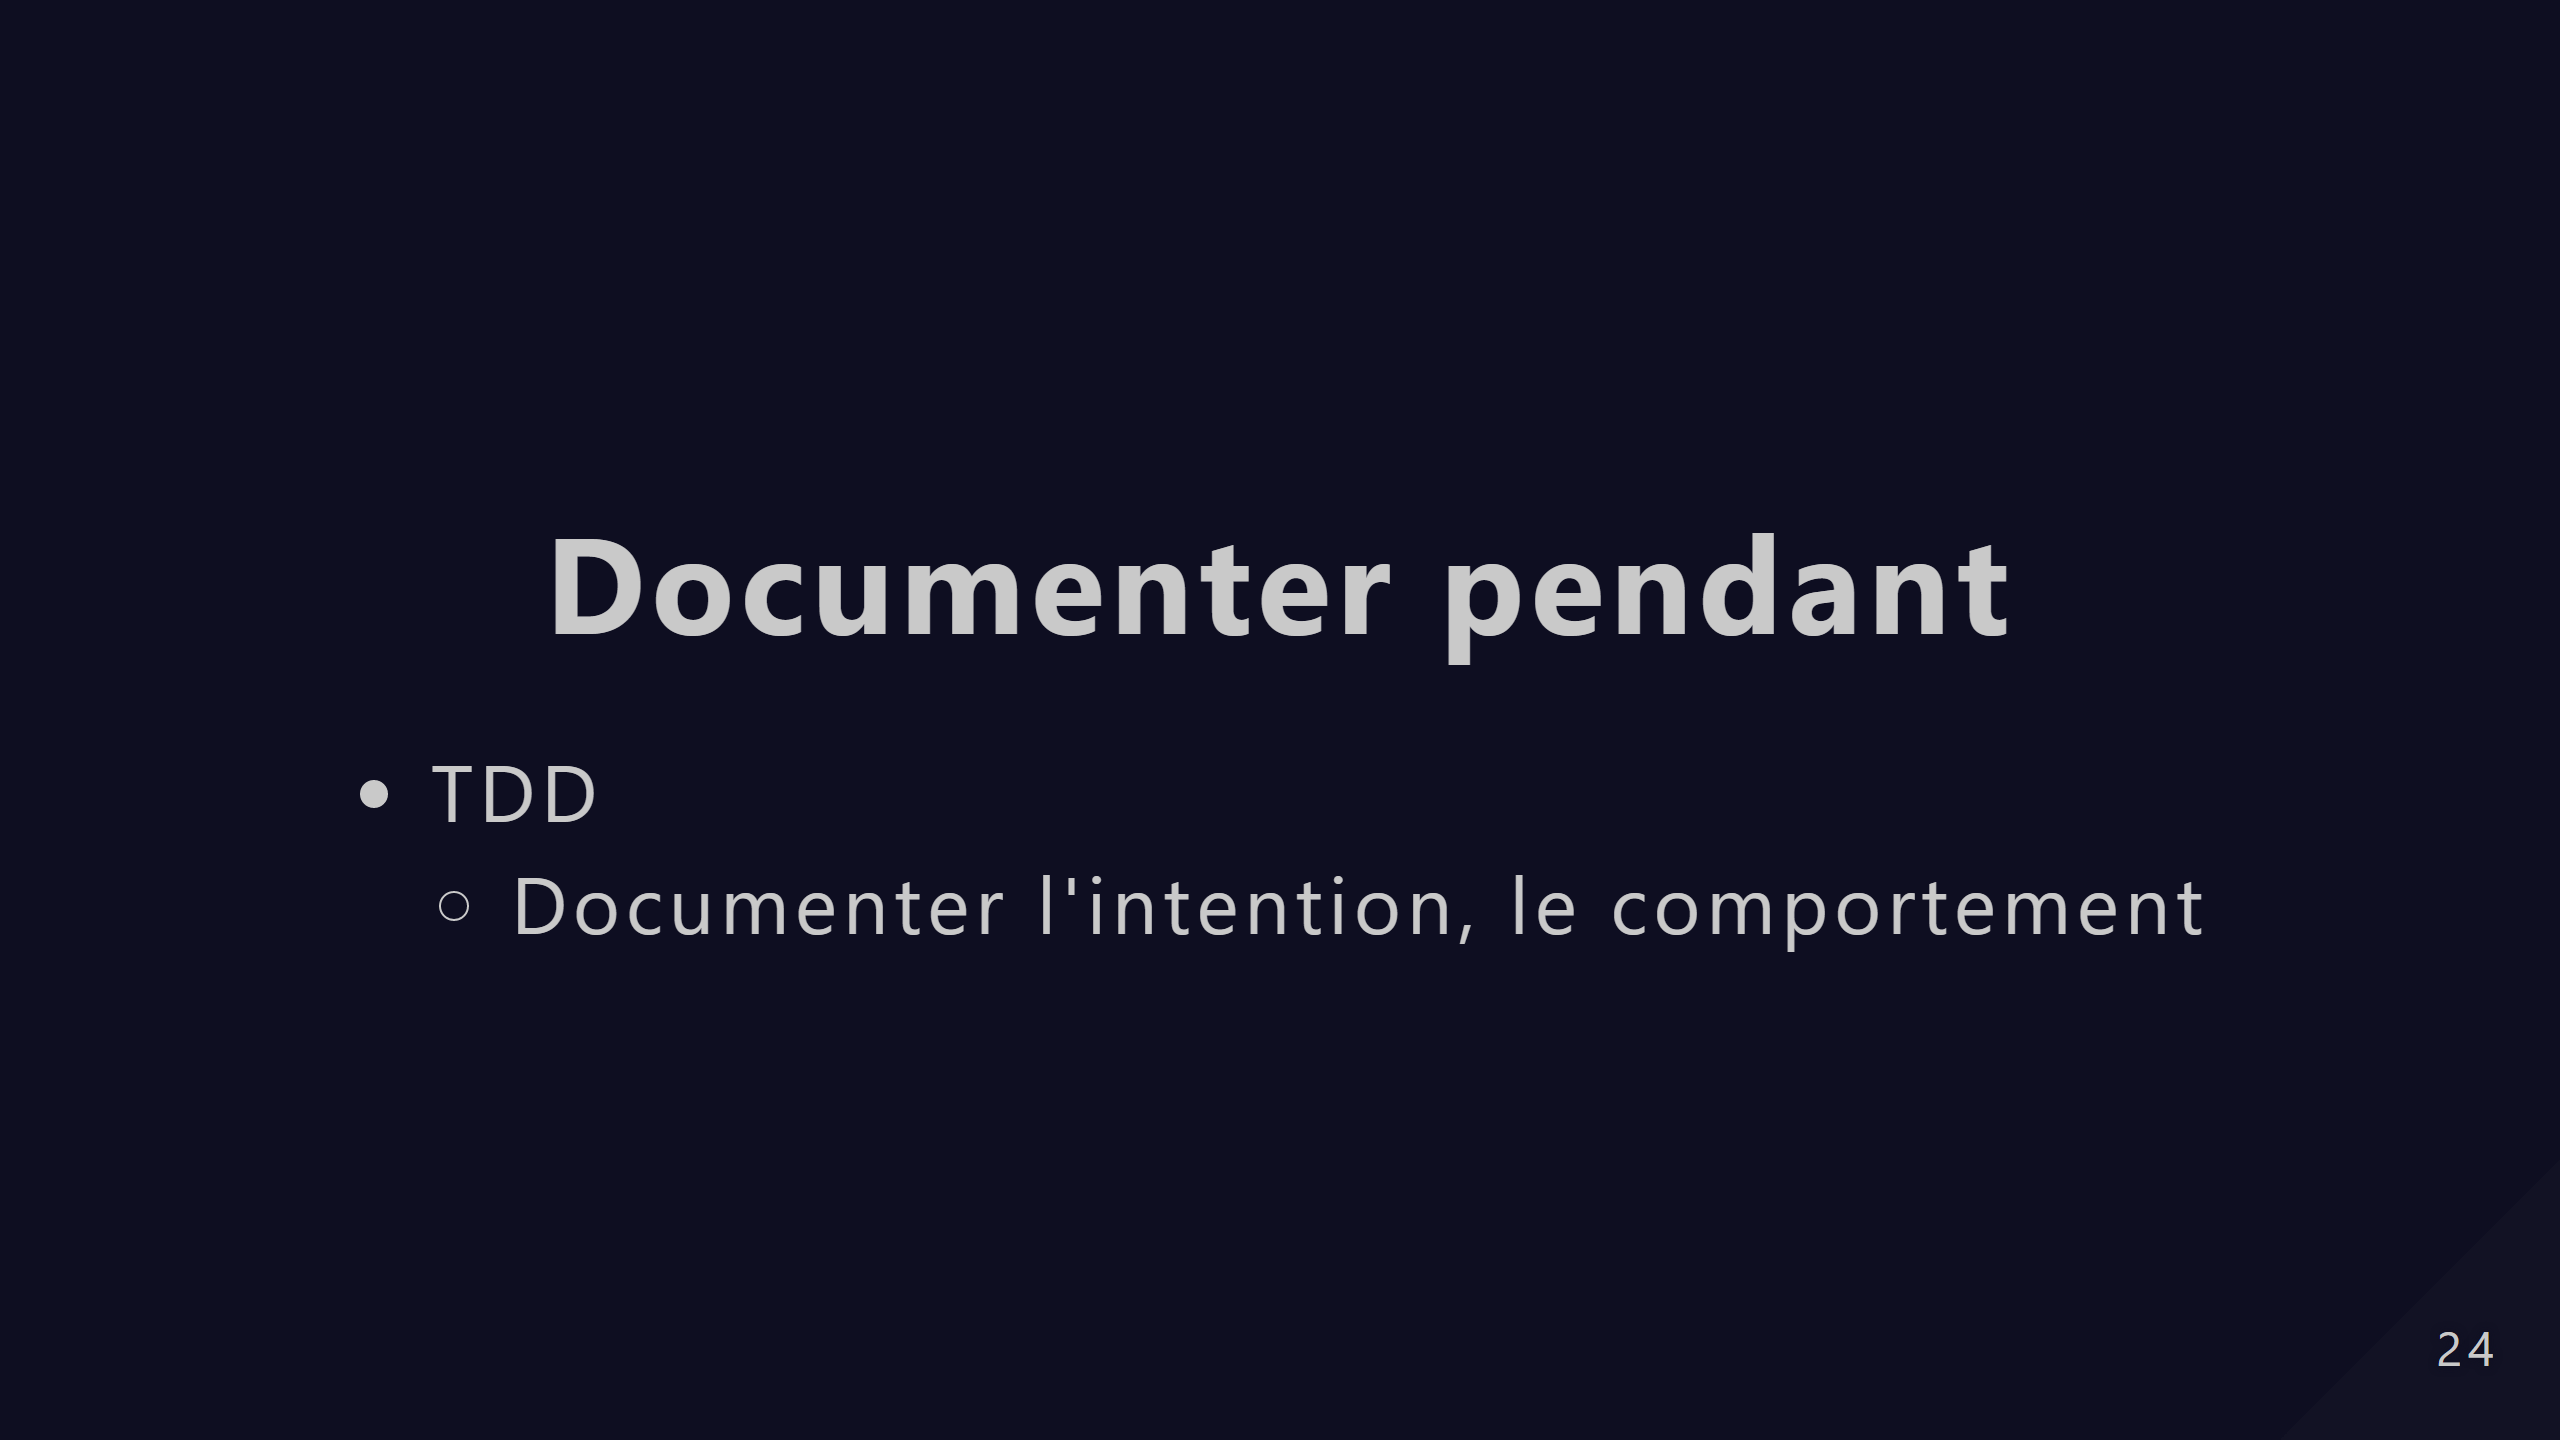 Documenter pendant
TDD
Documenter l'intention, le comportement
24